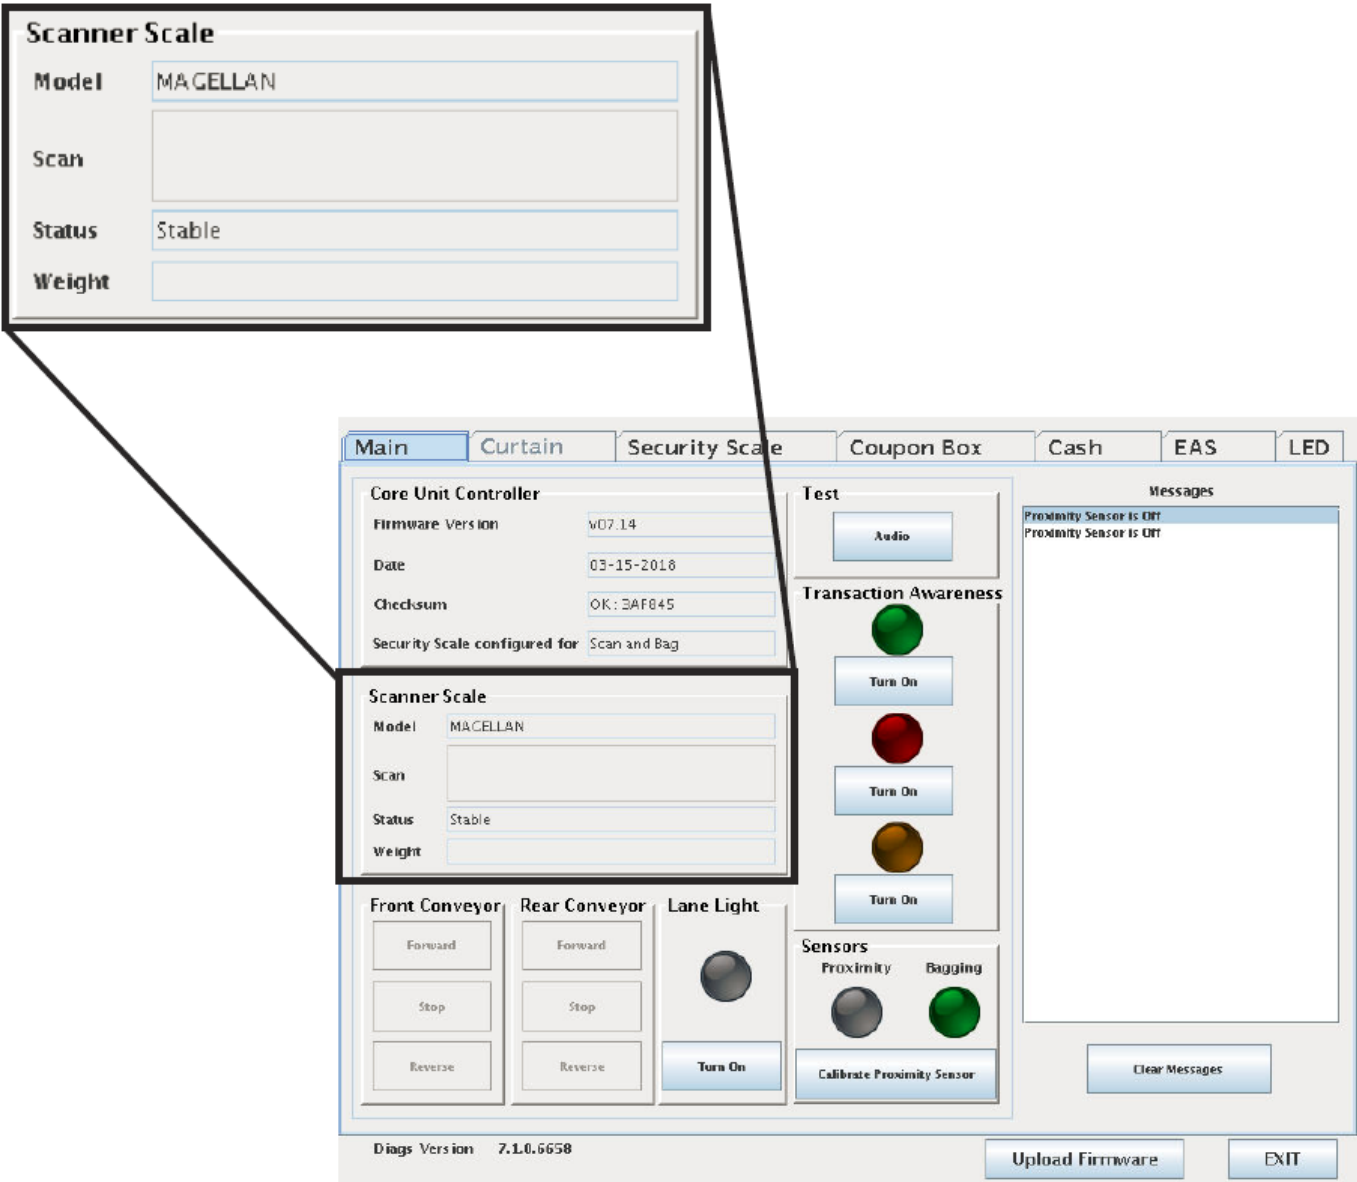 Scanner Scale
Model MAGELLAN
Scan
Status Stable
Weight
Main Curtain Security Scale Coupon Box Cash EAS LED
Core Unit Controller
Firmware Version v07.14
Date 03-15-2018
Checksum OK: 3AF845
Security Scale configured for Scan and Bag
Scanner Scale
Model MAGELLAN
Scan
Status Stable
Weight
Front Conveyor
Forward
Stop
Reverse
Rear Conveyor
Forward
Stop
Reverse
Lane Light
Turn On
Test
Audio
Transaction Awareness
Turn On
Turn On
Turn On
Sensors
Proximity Bagging
Calibrate Proximity Sensor
Messages
Proximity Sensor is Off
Proximity Sensor is Off
Clear Messages
Diags Version 7.1.0.6658
Upload Firmware
EXIT